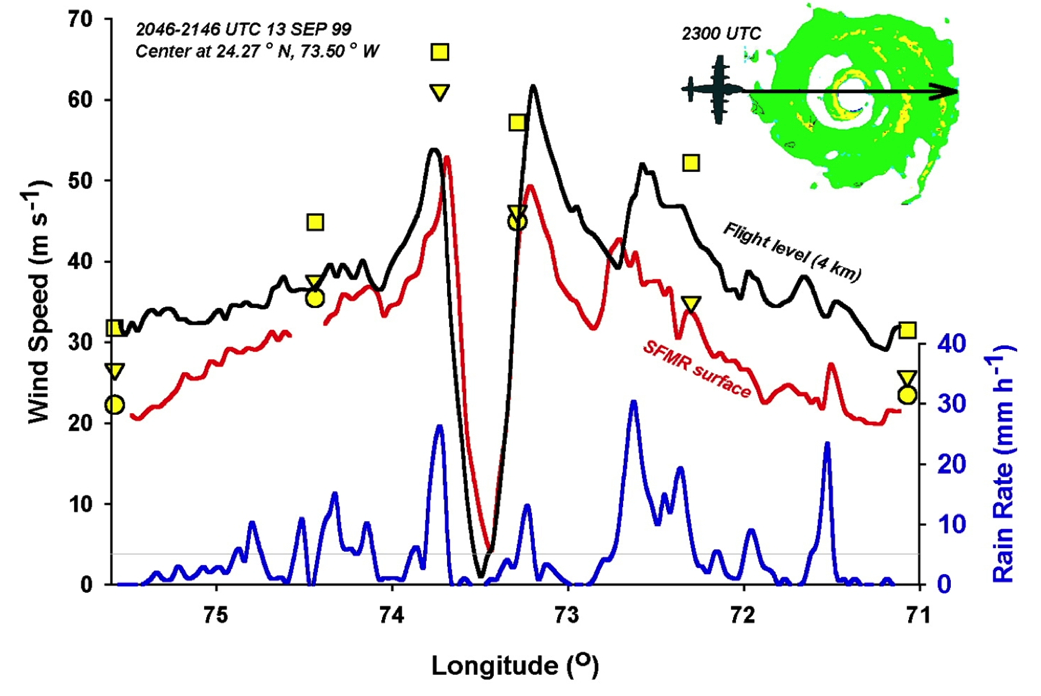 2046-2146 UTC 13 SEP 99
Center at 24.27 ° N, 73.50 ° W
2300 UTC
70
60
50
40
30
20
10
0
Wind Speed (m s-1)
Flight level (4 km)
SFMR surface
40
30
20
10
0
Rain Rate (mm h-1)
75
74
73
72
71
Longitude (O)